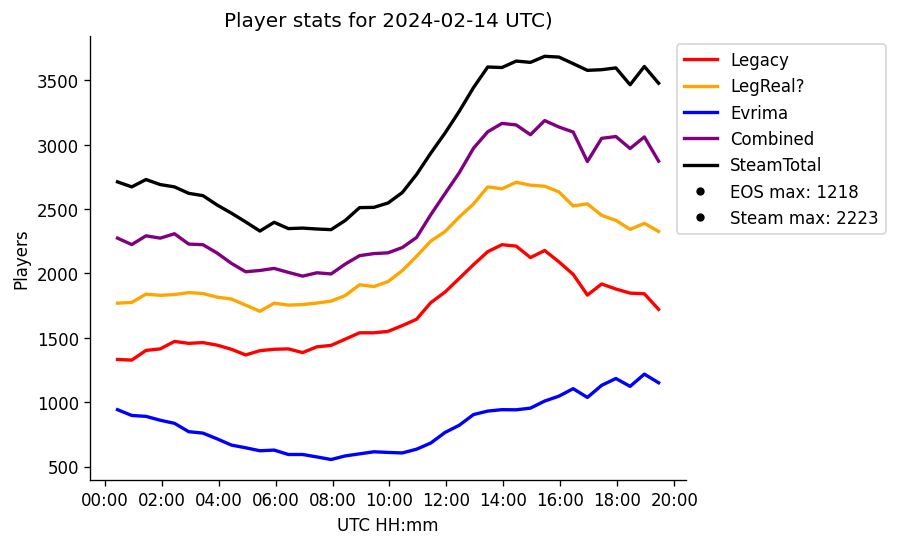 Player stats for 2024-02-14 UTC)
Legacy
LegReal?
Evrima
Combined
SteamTotal
EOS max: 1218
Steam max: 2223
Players
3500
3000
2500
2000
1500
1000
500
00:00 02:00 04:00 06:00 08:00 10:00 12:00 14:00 16:00 18:00 20:00
UTC HH:mm